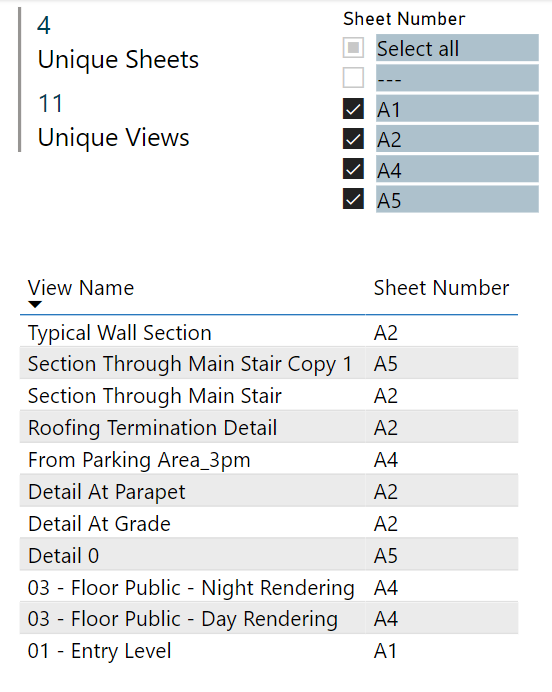 4
Unique Sheets
11
Unique Views
Sheet Number
Select all
---
A1
A2
A4
A5
View Name Sheet Number
Typical Wall Section A2
Section Through Main Stair Copy 1 A5
Section Through Main Stair A2
Roofing Termination Detail A2
From Parking Area_3pm A4
Detail At Parapet A2
Detail At Grade A2
Detail 0 A5
03 - Floor Public - Night Rendering A4
03 - Floor Public - Day Rendering A4
01 - Entry Level A1